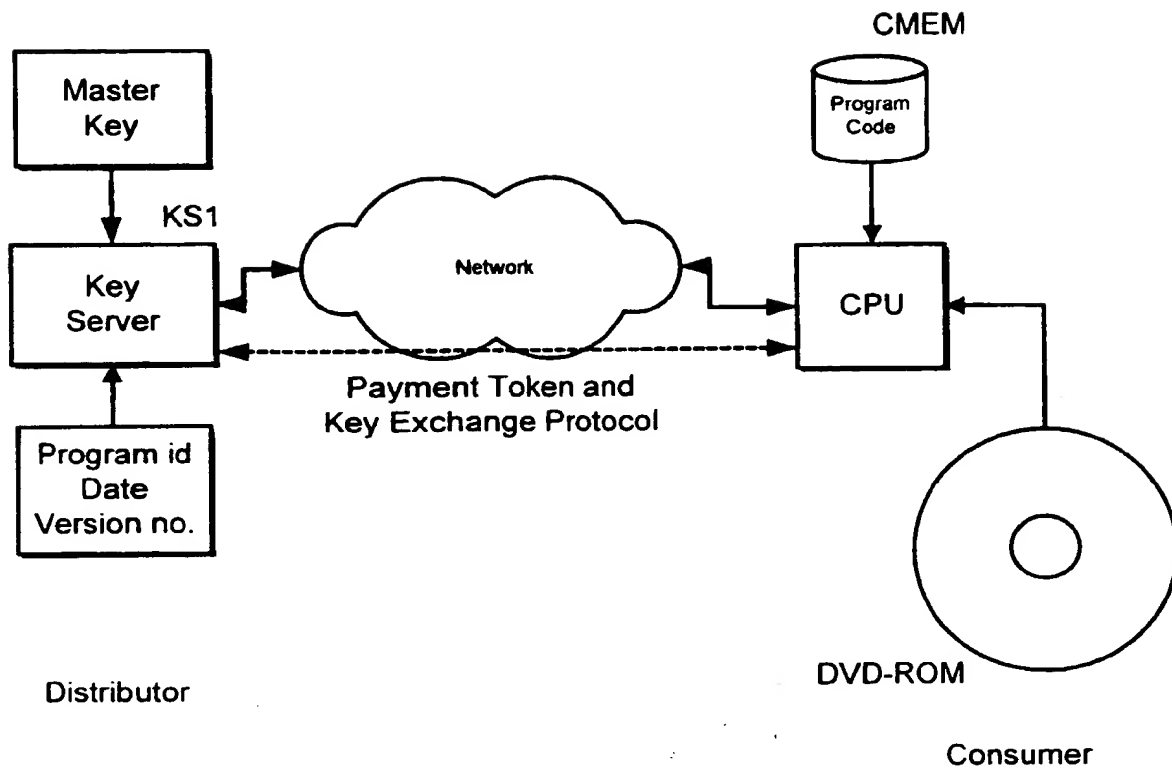 CMEM
Master
Key
Program
Code
KS1
Key
Server
Network
CPU
Payment Token and
Key Exchange Protocol
Program id
Date
Version no.
DVD-ROM
Distributor
Consumer